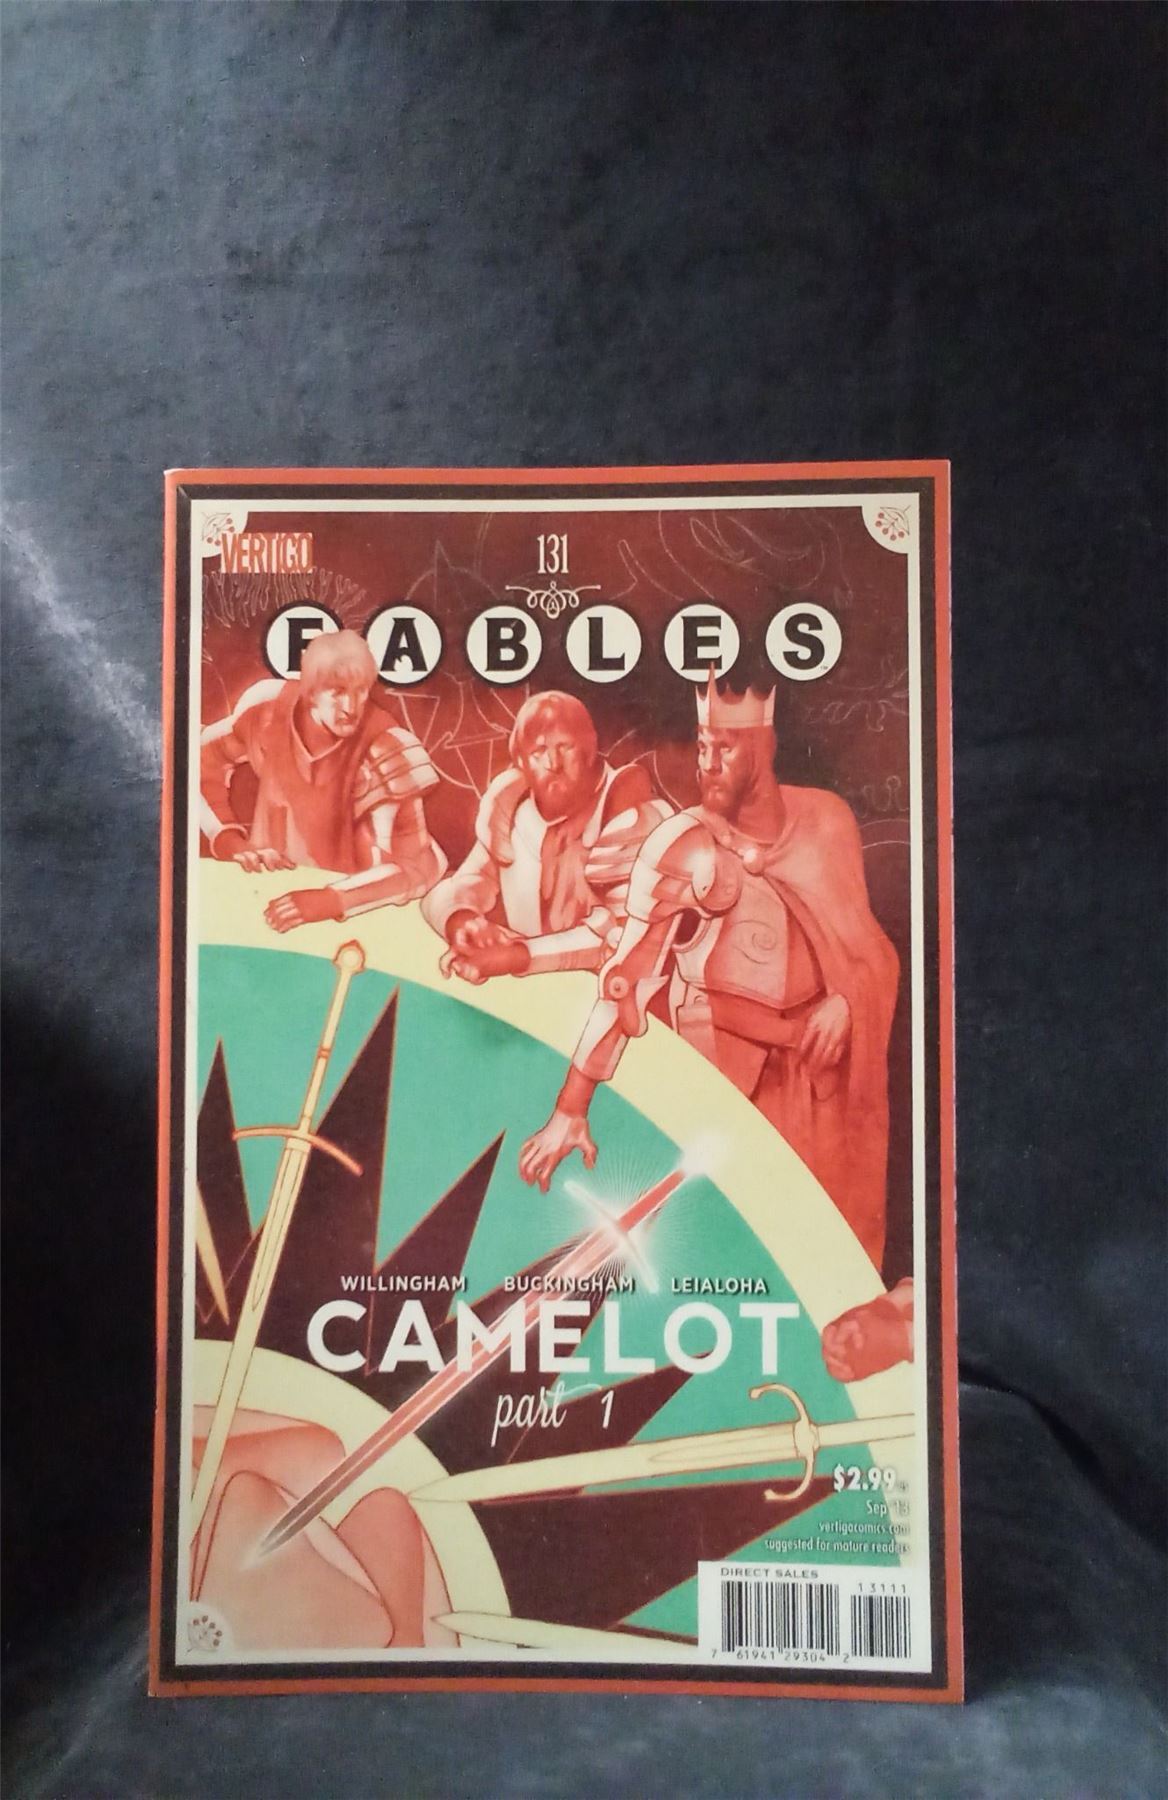 VERTIGO
131
FABLES
WILLINGHAM BUCKINGHAM LEIALOHA
CAMELOT
part 1
$2.99 US
Sep 13
vertigocomics.com
suggested for mature readers
DIRECT SALES
13111
7 61941 29304 2